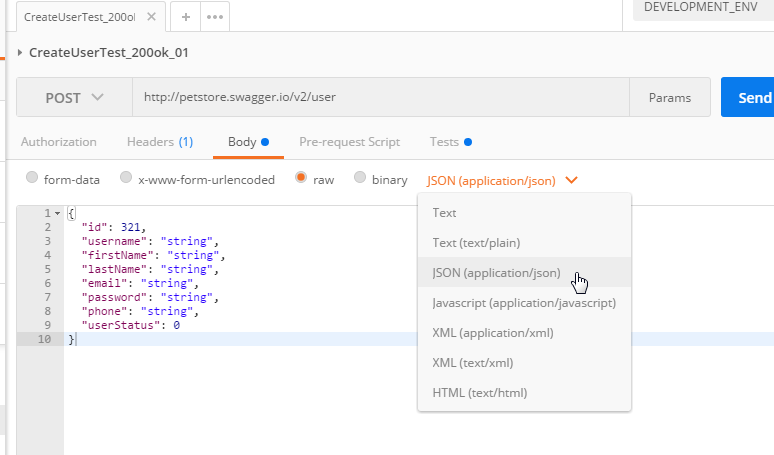 CreateUserTest_200ol
DEVELOPMENT_ENV
CreateUserTest_200ok_01
POST http://petstore.swagger.io/v2/user Params Send
Authorization Headers (1) Body Pre-request Script Tests
form-data x-www-form-urlencoded raw binary JSON (application/json)
1 {
2 "id": 321,
3 "username": "string",
4 "firstName": "string",
5 "lastName": "string",
6 "email": "string",
7 "password": "string",
8 "phone": "string",
9 "userStatus": 0
10 }
Text
Text (text/plain)
JSON (application/json)
Javascript (application/javascript)
XML (application/xml)
XML (text/xml)
HTML (text/html)